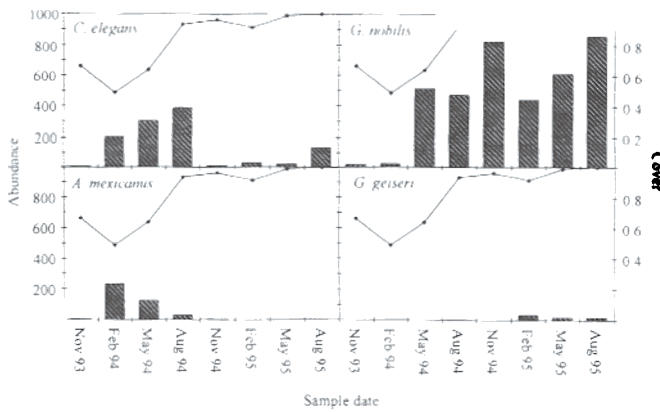 1000
800
600
400
200
C. elegans
G. nobilis
0 8
0 6
0 4
0 2
Abundance
Cover
800
600
400
200
A. mexicanus
G. geiseri
0 8
0 6
0 4
Nov 93
Feb 94
May 94
Aug 94
Nov 94
Feb 95
May 95
Aug 95
Nov 93
Feb 94
May 94
Aug 94
Nov 94
Feb 95
May 95
Aug 95
Sample date